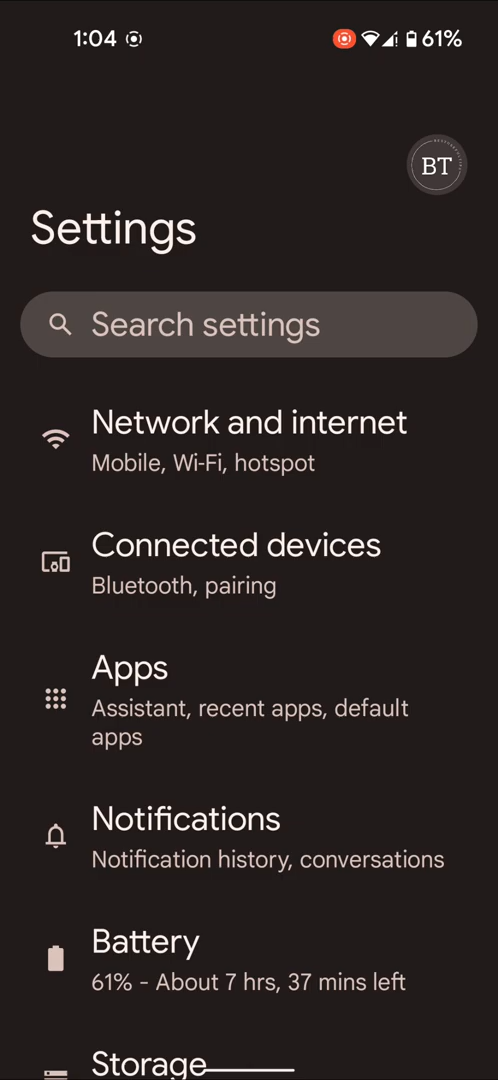 1:04 61%
BT
Settings
Search settings
Network and internet
Mobile, Wi-Fi, hotspot
Connected devices
Bluetooth, pairing
Apps
Assistant, recent apps, default
apps
Notifications
Notification history, conversations
Battery
61% - About 7 hrs, 37 mins left
Storage